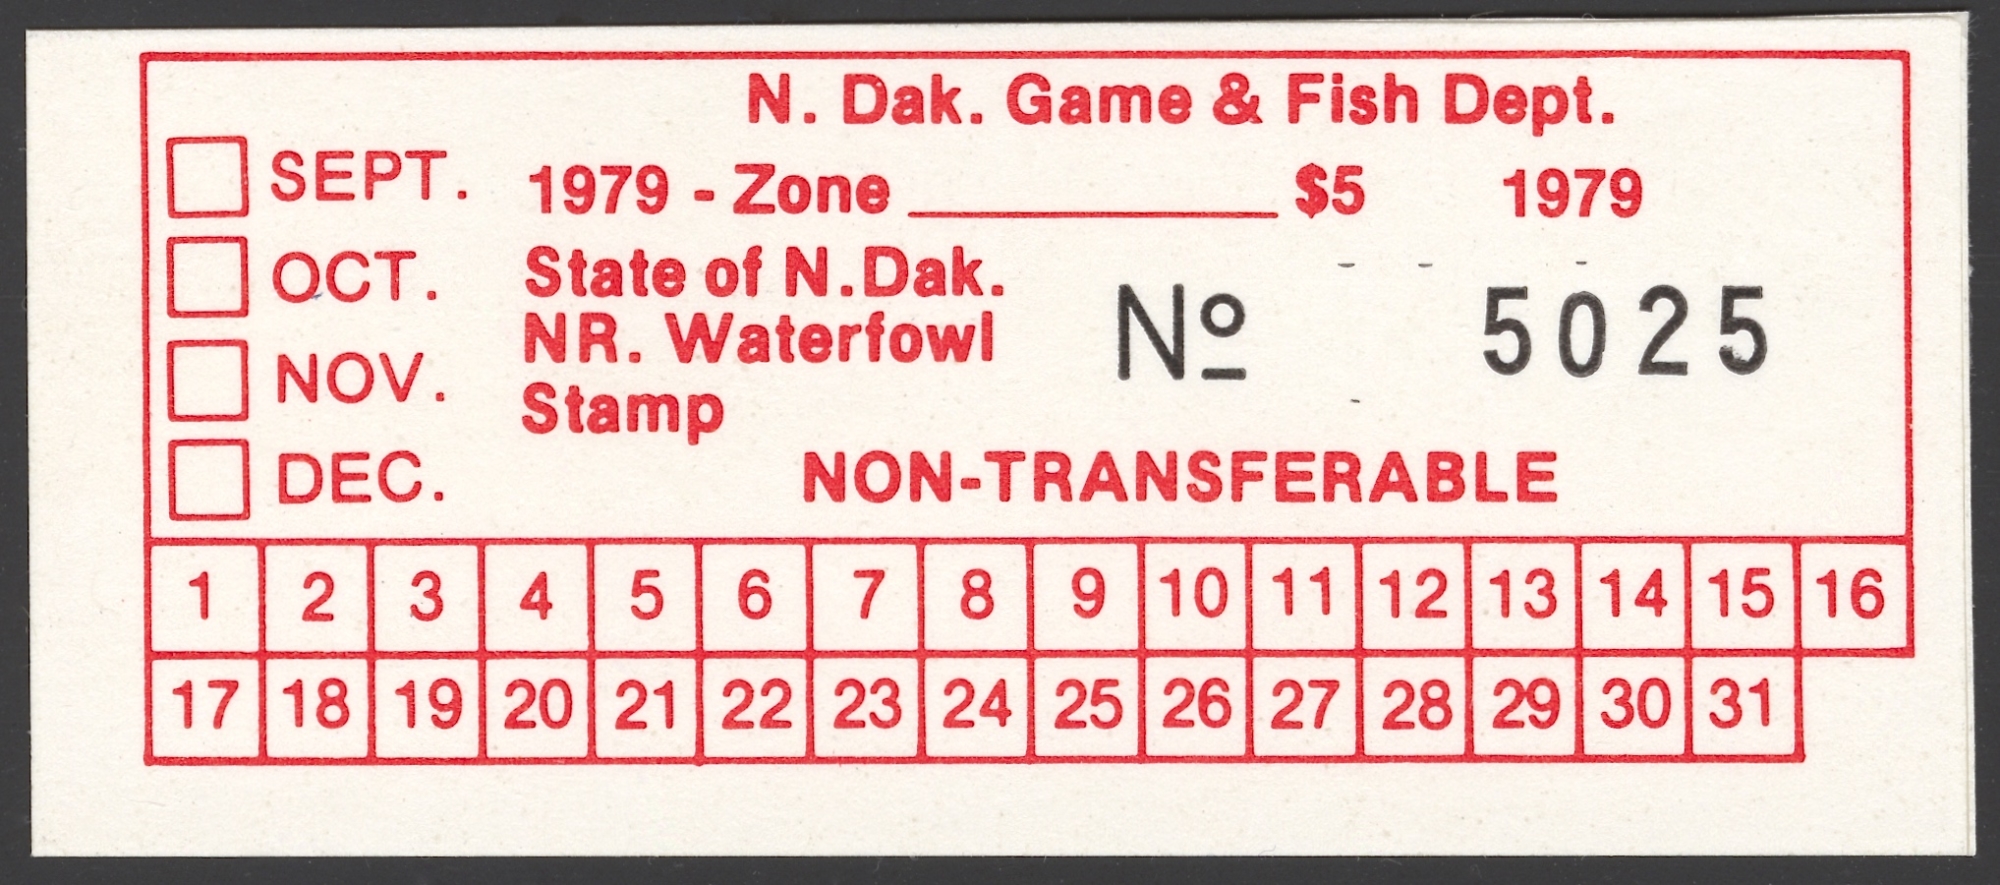 N. Dak. Game & Fish Dept.
SEPT. 1979 - Zone $5 1979
OCT. State of N.Dak.
NR. Waterfowl
Nº 5025
NOV. Stamp
DEC. NON-TRANSFERABLE
1 2 3 4 5 6 7 8 9 10 11 12 13 14 15 16
17 18 19 20 21 22 23 24 25 26 27 28 29 30 31